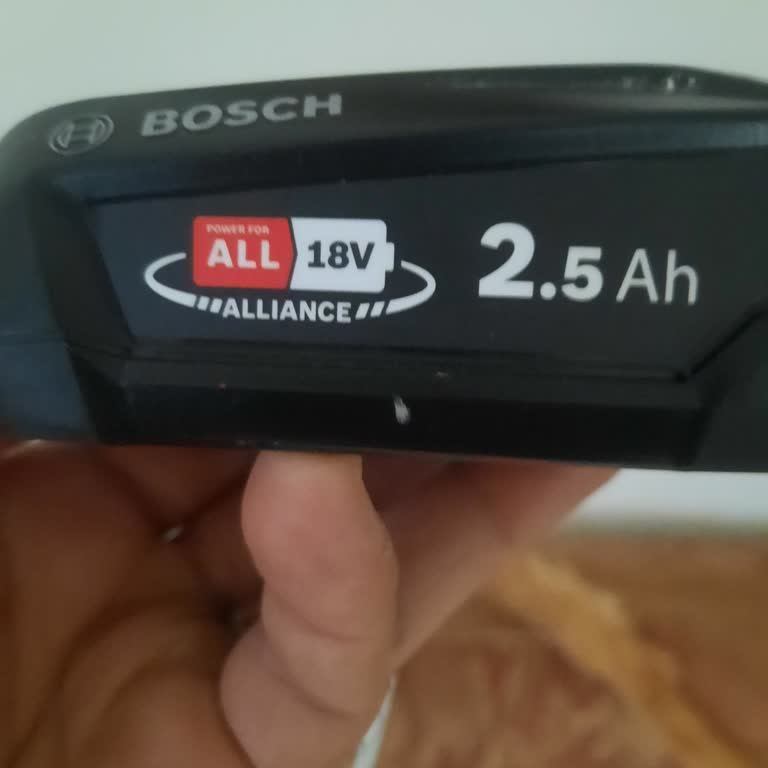 BOSCH
POWER FOR
ALL 18V
ALLIANCE
2.5 Ah